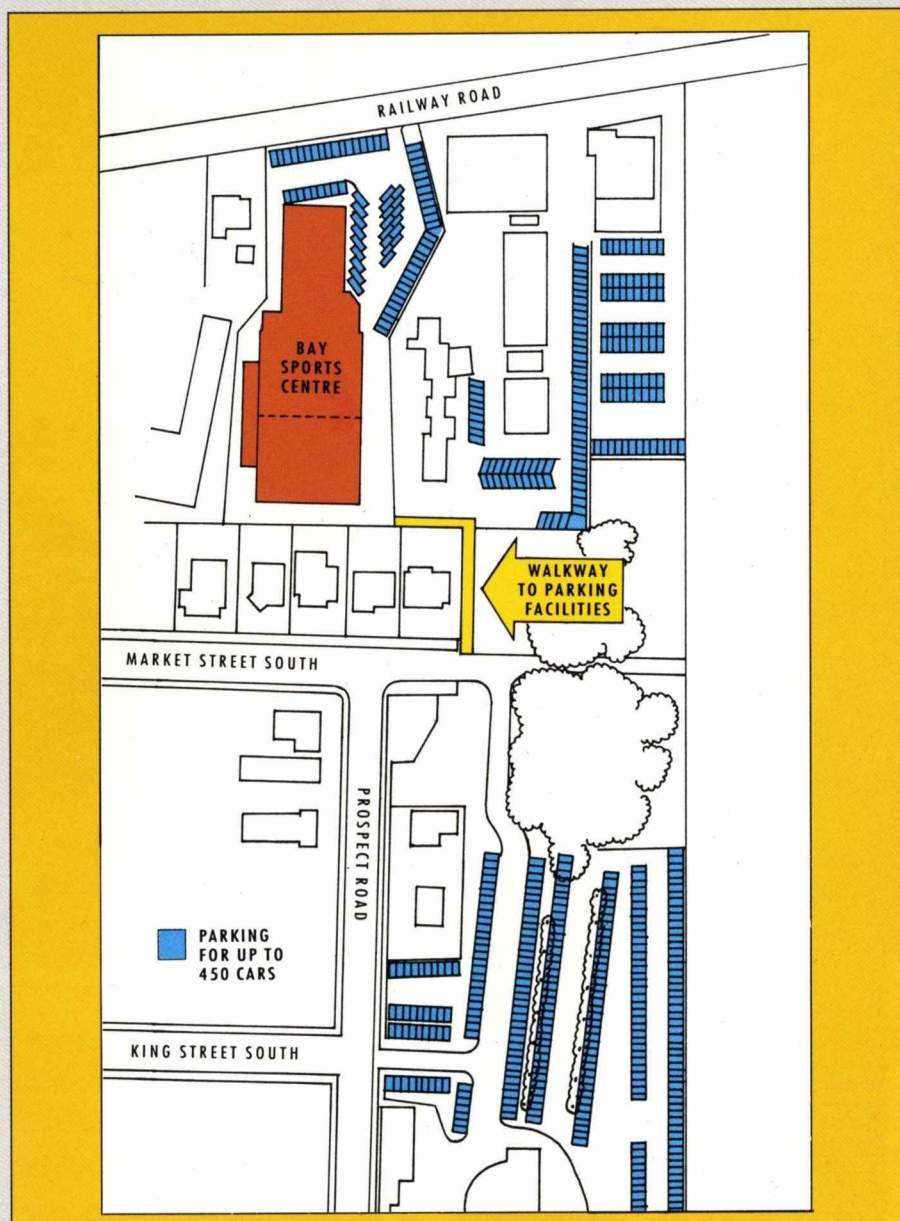 RAILWAY ROAD
BAY
SPORTS
CENTRE
WALKWAY
TO PARKING
FACILITIES
MARKET STREET SOUTH
PROSPECT ROAD
PARKING
FOR UP TO
450 CARS
KING STREET SOUTH